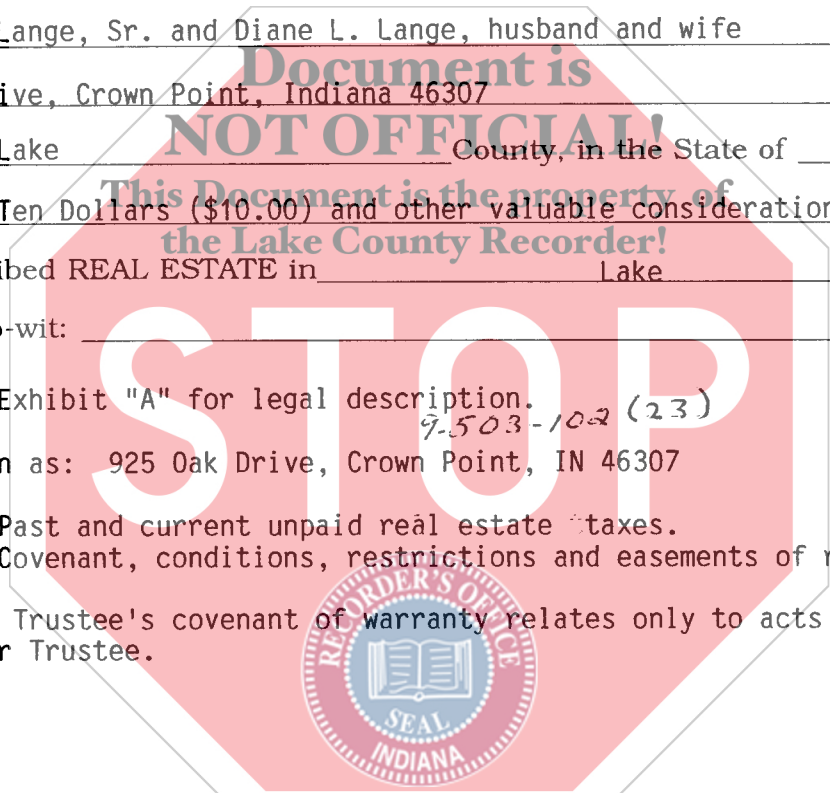 Lange, Sr. and Diane L. Lange, husband and wife
Document is
ive, Crown Point, Indiana 46307
NOT OFFICIAL!
Lake County, in the State of
This Document is the property of
Ten Dollars ($10.00) and other valuable consideration
the Lake County Recorder!
ibed REAL ESTATE in Lake
-wit:
STOP
Exhibit "A" for legal description.
9-503-102 (23)
n as: 925 Oak Drive, Crown Point, IN 46307
Past and current unpaid real estate taxes.
Covenant, conditions, restrictions and easements of r
Trustee's covenant of warranty relates only to acts
r Trustee.
RECORDER'S OFFICE
SEAL
INDIANA